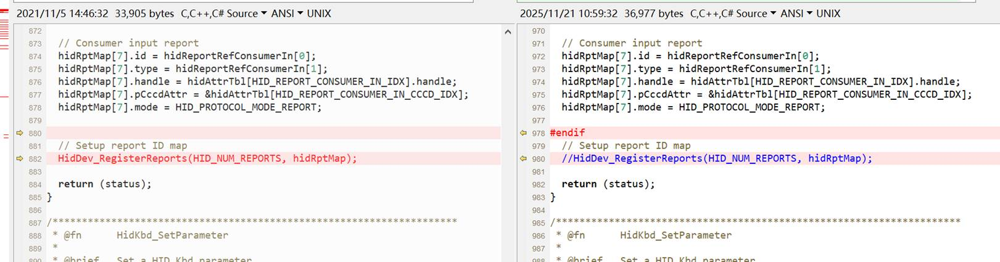 2021/11/5 14:46:32 33,905 bytes C,C++,C# Source ANSI UNIX
872
873 // Consumer input report
874 hidRptMap[7].id = hidReportRefConsumerIn[0];
875 hidRptMap[7].type = hidReportRefConsumerIn[1];
876 hidRptMap[7].handle = hidAttrTbl[HID_REPORT_CONSUMER_IN_IDX].handle;
877 hidRptMap[7].pCccdAttr = &hidAttrTbl[HID_REPORT_CONSUMER_IN_CCCD_IDX];
878 hidRptMap[7].mode = HID_PROTOCOL_MODE_REPORT;
879
880
881 // Setup report ID map
882 HidDev_RegisterReports(HID_NUM_REPORTS, hidRptMap);
883
884 return (status);
885 }
886
887 /*********************************************************************
888 * @fn HidKbd_SetParameter
889 *
890 * @brief Set a HID Kbd parameter
2025/11/21 10:59:32 36,977 bytes C,C++,C# Source ANSI UNIX
970
971 // Consumer input report
972 hidRptMap[7].id = hidReportRefConsumerIn[0];
973 hidRptMap[7].type = hidReportRefConsumerIn[1];
974 hidRptMap[7].handle = hidAttrTbl[HID_REPORT_CONSUMER_IN_IDX].handle;
975 hidRptMap[7].pCccdAttr = &hidAttrTbl[HID_REPORT_CONSUMER_IN_CCCD_IDX];
976 hidRptMap[7].mode = HID_PROTOCOL_MODE_REPORT;
977
978 #endif
979 // Setup report ID map
980 //HidDev_RegisterReports(HID_NUM_REPORTS, hidRptMap);
981
982 return (status);
983 }
984
985 /*********************************************************************
986 * @fn HidKbd_SetParameter
987 *
988 * @brief Set a HID Kbd parameter